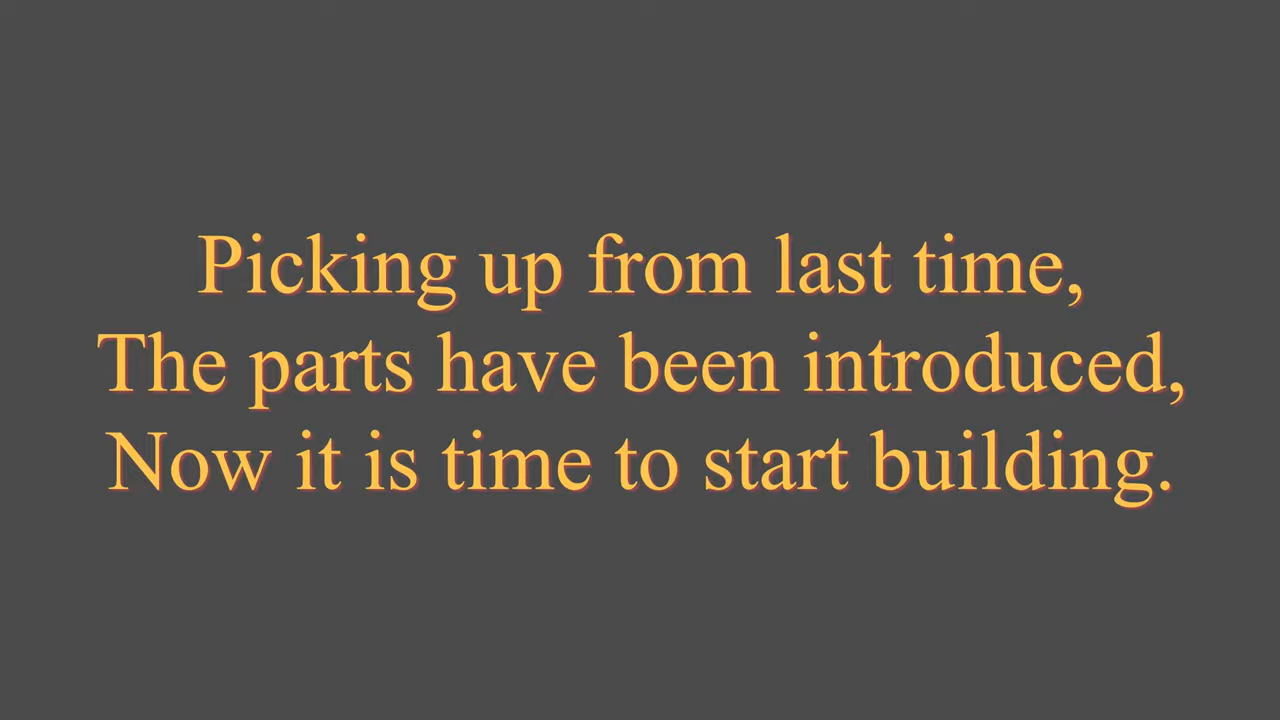 Picking up from last time,
The parts have been introduced,
Now it is time to start building.